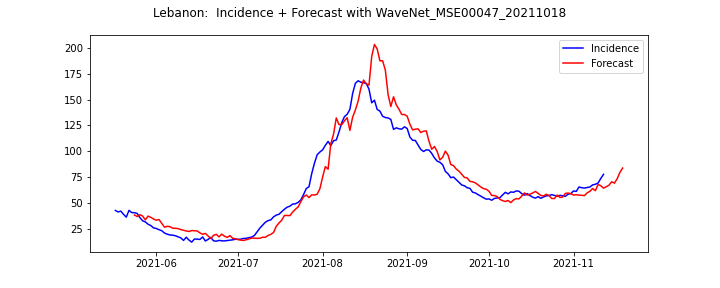 Lebanon:  Incidence + Forecast with WaveNet_MSE00047_20211018
Incidence
Forecast
200
175
150
125
100
75
50
25
2021-06 2021-07 2021-08 2021-09 2021-10 2021-11